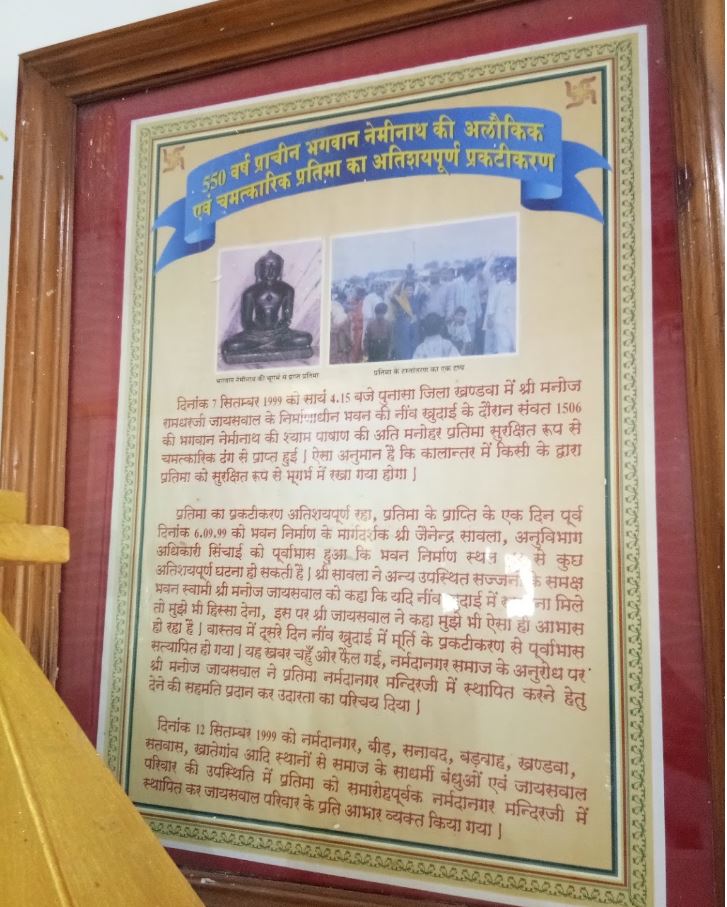 550 वर्ष प्राचीन भगवान नेमीनाथ की अलौकिक
एवं चमत्कारिक प्रतिमा का अतिशयपूर्ण प्रकटीकरण
भगवान नेमीनाथ की भूगर्भ से प्राप्त प्रतिमा
प्रतिमा के हस्तांतरण का एक दृश्य
दिनांक 7 सितम्बर 1999 को सायं 4.15 बजे पुनासा जिला खण्डवा में श्री मनोज
रामधरजी जायसवाल के निर्माणाधीन भवन की नींव खुदाई के दौरान संवत 1506
की भगवान नेमीनाथ की श्याम पाषाण की अति मनोहर प्रतिमा सुरक्षित रूप से
चमत्कारिक ढंग से प्राप्त हुई | ऐसा अनुमान है कि कालान्तर में किसी के द्वारा
प्रतिमा को सुरक्षित रूप से भूगर्भ में रखा गया होगा |
प्रतिमा का प्रकटीकरण अतिशयपूर्ण रहा, प्रतिमा के प्राप्ति के एक दिन पूर्व
दिनांक 6.09.99 को भवन निर्माण के मार्गदर्शक श्री जैनेन्द्र सावला, अनुविभाग
अधिकारी सिंचाई को पूर्वाभास हुआ कि भवन निर्माण स्थल से कुछ
अतिशयपूर्ण घटना हो सकती है | श्री सावला ने अन्य उपस्थित सज्जनों के समक्ष
भवन स्वामी श्री मनोज जायसवाल को कहा कि यदि नींव खुदाई में मिले
तो मुझे भी हिस्सा देना, इस पर श्री जायसवाल ने कहा मुझे भी ऐसा ही आभास
हो रहा है | वास्तव में दूसरे दिन नींव खुदाई में मूर्ति के प्रकटीकरण से पूर्वाभास
सत्यापित हो गया | यह खबर चहुँ ओर फैल गई, नर्मदानगर समाज के अनुरोध पर
श्री मनोज जायसवाल ने प्रतिमा नर्मदानगर मन्दिरजी में स्थापित करने हेतु
देने की सहमति प्रदान कर उदारता का परिचय दिया |
दिनांक 12 सितम्बर 1999 को नर्मदानगर, बीड़, सनावद, बड़वाह, खण्डवा,
सतवास, खातेगांव आदि स्थानों से समाज के साधर्मी बंधुओं एवं जायसवाल
परिवार की उपस्थिति में प्रतिमा को समारोहपूर्वक नर्मदानगर मन्दिरजी में
स्थापित कर जायसवाल परिवार के प्रति आभार व्यक्त किया गया |